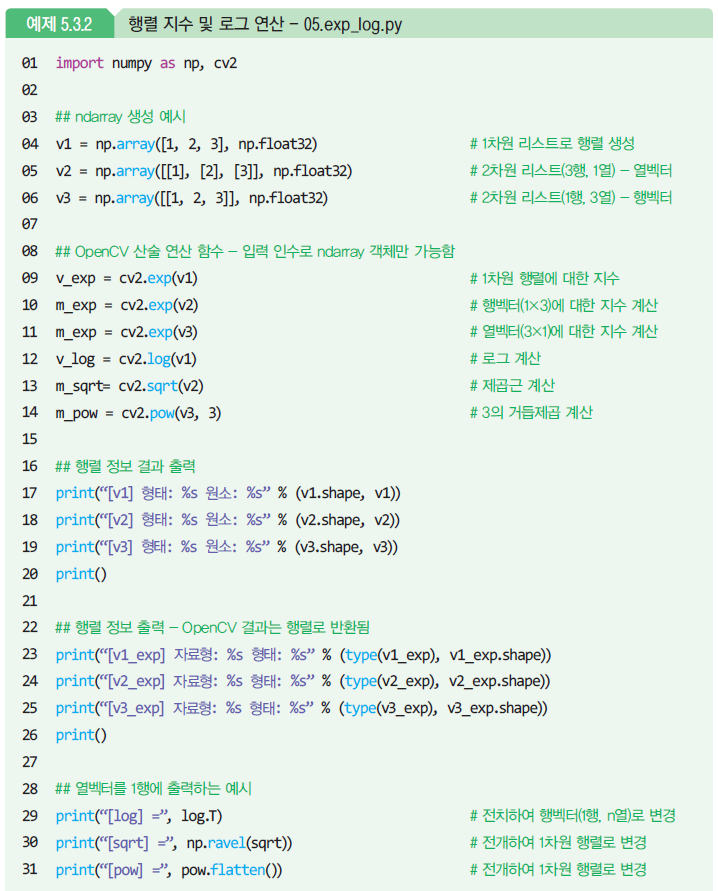 예제 5.3.2 행렬 지수 및 로그 연산 – 05.exp_log.py
01 import numpy as np, cv2
02
03 ## ndarray 생성 예시
04 v1 = np.array([1, 2, 3], np.float32) # 1차원 리스트로 행렬 생성
05 v2 = np.array([[1], [2], [3]], np.float32) # 2차원 리스트(3행, 1열) – 열벡터
06 v3 = np.array([[1, 2, 3]], np.float32) # 2차원 리스트(1행, 3열) – 행벡터
07
08 ## OpenCV 산술 연산 함수 – 입력 인수로 ndarray 객체만 가능함
09 v_exp = cv2.exp(v1) # 1차원 행렬에 대한 지수
10 m_exp = cv2.exp(v2) # 행벡터(1×3)에 대한 지수 계산
11 m_exp = cv2.exp(v3) # 열벡터(3×1)에 대한 지수 계산
12 v_log = cv2.log(v1) # 로그 계산
13 m_sqrt= cv2.sqrt(v2) # 제곱근 계산
14 m_pow = cv2.pow(v3, 3) # 3의 거듭제곱 계산
15
16 ## 행렬 정보 결과 출력
17 print(“[v1] 형태: %s 원소: %s” % (v1.shape, v1))
18 print(“[v2] 형태: %s 원소: %s” % (v2.shape, v2))
19 print(“[v3] 형태: %s 원소: %s” % (v3.shape, v3))
20 print()
21
22 ## 행렬 정보 출력 – OpenCV 결과는 행렬로 반환됨
23 print(“[v1_exp] 자료형: %s 형태: %s” % (type(v1_exp), v1_exp.shape))
24 print(“[v2_exp] 자료형: %s 형태: %s” % (type(v2_exp), v2_exp.shape))
25 print(“[v3_exp] 자료형: %s 형태: %s” % (type(v3_exp), v3_exp.shape))
26 print()
27
28 ## 열벡터를 1행에 출력하는 예시
29 print(“[log] =”, log.T) # 전치하여 행벡터(1행, n열)로 변경
30 print(“[sqrt] =”, np.ravel(sqrt)) # 전개하여 1차원 행렬로 변경
31 print(“[pow] =”, pow.flatten()) # 전개하여 1차원 행렬로 변경